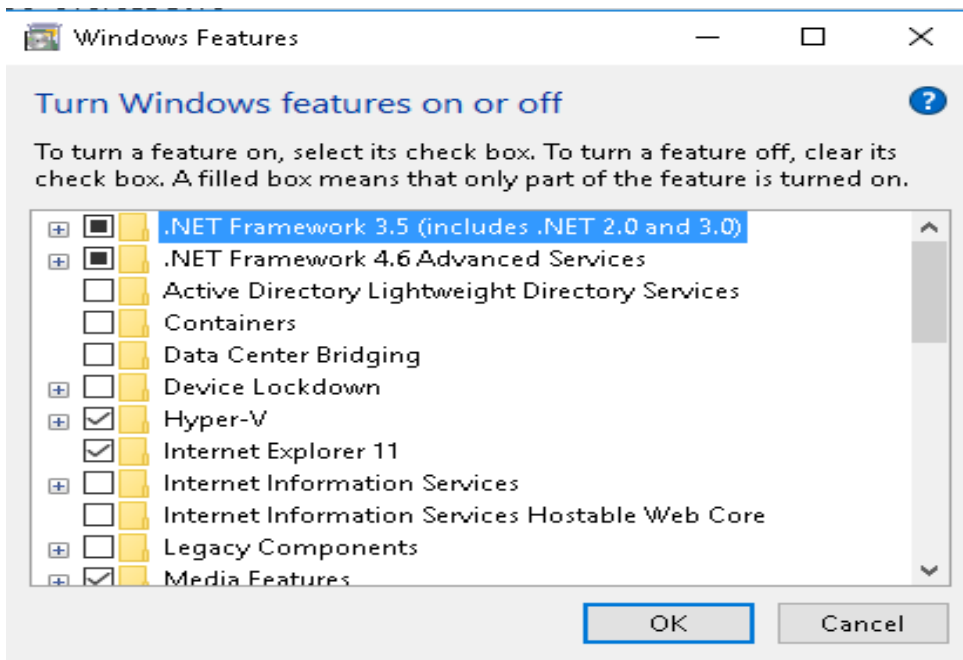 Windows Features
Turn Windows features on or off
To turn a feature on, select its check box. To turn a feature off, clear its
check box. A filled box means that only part of the feature is turned on.
.NET Framework 3.5 (includes .NET 2.0 and 3.0)
.NET Framework 4.6 Advanced Services
Active Directory Lightweight Directory Services
Containers
Data Center Bridging
Device Lockdown
Hyper-V
Internet Explorer 11
Internet Information Services
Internet Information Services Hostable Web Core
Legacy Components
Media Features
OK Cancel